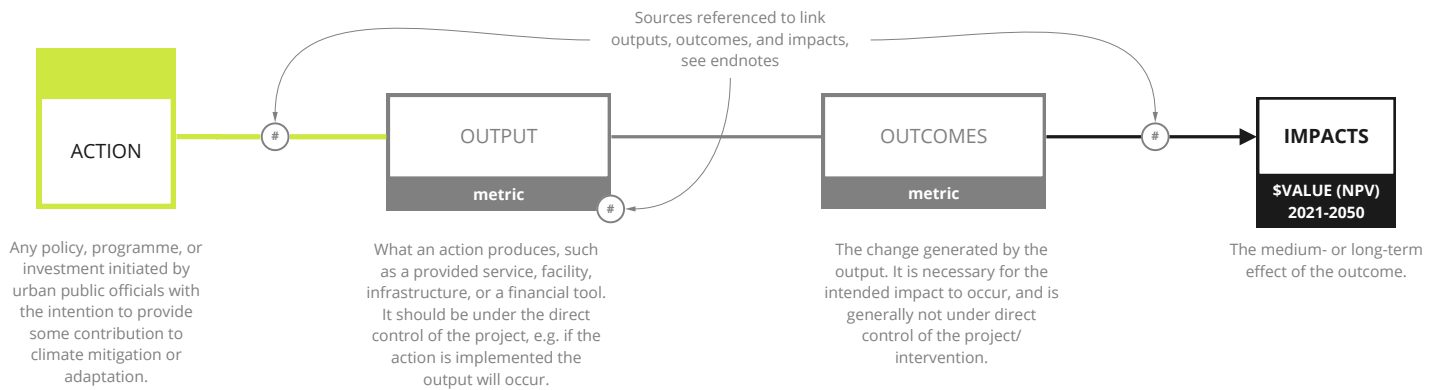 Sources referenced to link
outputs, outcomes, and impacts,
see endnotes
ACTION
#
OUTPUT
metric
#
OUTCOMES
metric
#
IMPACTS
$VALUE (NPV)
2021-2050
Any policy, programme, or
investment initiated by
urban public officials with
the intention to provide
some contribution to
climate mitigation or
adaptation.
What an action produces, such
as a provided service, facility,
infrastructure, or a financial tool.
It should be under the direct
control of the project, e.g. if the
action is implemented the
output will occur.
The change generated by the
output. It is necessary for the
intended impact to occur, and is
generally not under direct
control of the project/
intervention.
The medium- or long-term
effect of the outcome.